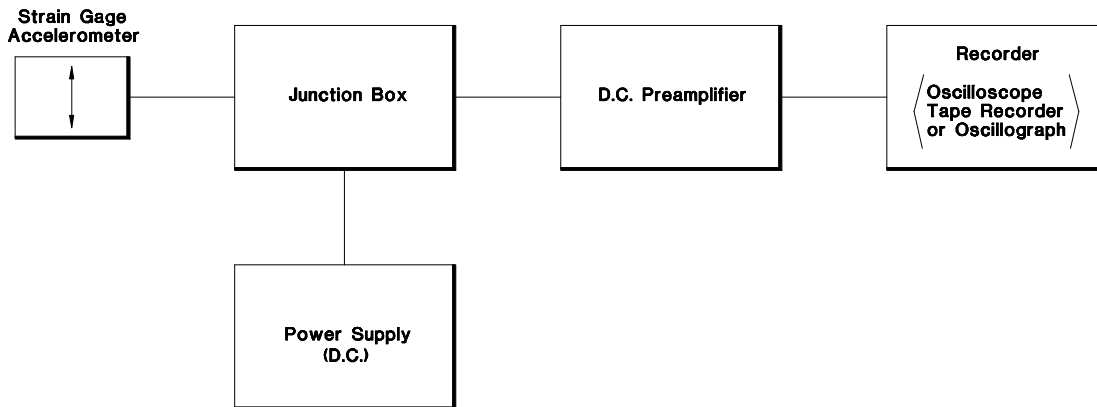 Strain Gage
Accelerometer
Junction Box
D.C. Preamplifier
Recorder
Oscilloscope
Tape Recorder
or Oscillograph
Power Supply
(D.C.)